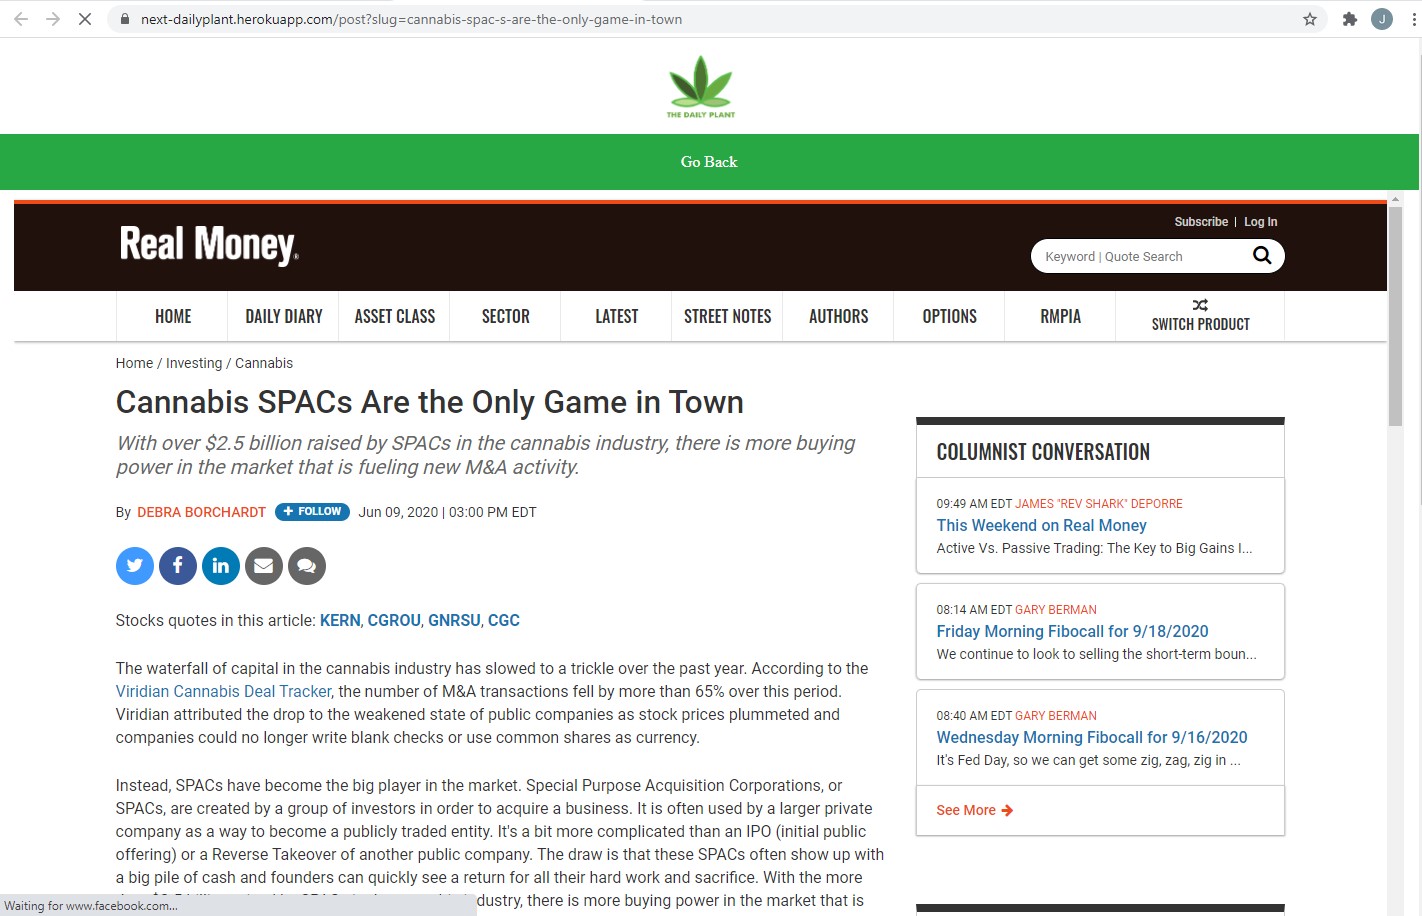 next-dailyplant.herokuapp.com/post?slug=cannabis-spac-s-are-the-only-game-in-town
J
THE DAILY PLANT
Go Back
Subscribe | Log In
Real Money.
Keyword | Quote Search
HOME
DAILY DIARY
ASSET CLASS
SECTOR
LATEST
STREET NOTES
AUTHORS
OPTIONS
RMPIA
SWITCH PRODUCT
Home / Investing / Cannabis
Cannabis SPACs Are the Only Game in Town
With over $2.5 billion raised by SPACs in the cannabis industry, there is more buying
power in the market that is fueling new M&A activity.
By DEBRA BORCHARDT + FOLLOW Jun 09, 2020 | 03:00 PM EDT
Stocks quotes in this article: KERN, CGROU, GNRSU, CGC
The waterfall of capital in the cannabis industry has slowed to a trickle over the past year. According to the
Viridian Cannabis Deal Tracker, the number of M&A transactions fell by more than 65% over this period.
Viridian attributed the drop to the weakened state of public companies as stock prices plummeted and
companies could no longer write blank checks or use common shares as currency.
Instead, SPACs have become the big player in the market. Special Purpose Acquisition Corporations, or
SPACs, are created by a group of investors in order to acquire a business. It is often used by a larger private
company as a way to become a publicly traded entity. It's a bit more complicated than an IPO (initial public
offering) or a Reverse Takeover of another public company. The draw is that these SPACs often show up with
a big pile of cash and founders can quickly see a return for all their hard work and sacrifice. With the more
dustry, there is more buying power in the market that is
COLUMNIST CONVERSATION
09:49 AM EDT JAMES "REV SHARK" DEPORRE
This Weekend on Real Money
Active Vs. Passive Trading: The Key to Big Gains I...
08:14 AM EDT GARY BERMAN
Friday Morning Fibocall for 9/18/2020
We continue to look to selling the short-term boun...
08:40 AM EDT GARY BERMAN
Wednesday Morning Fibocall for 9/16/2020
It's Fed Day, so we can get some zig, zag, zig in ...
See More
Waiting for www.facebook.com...